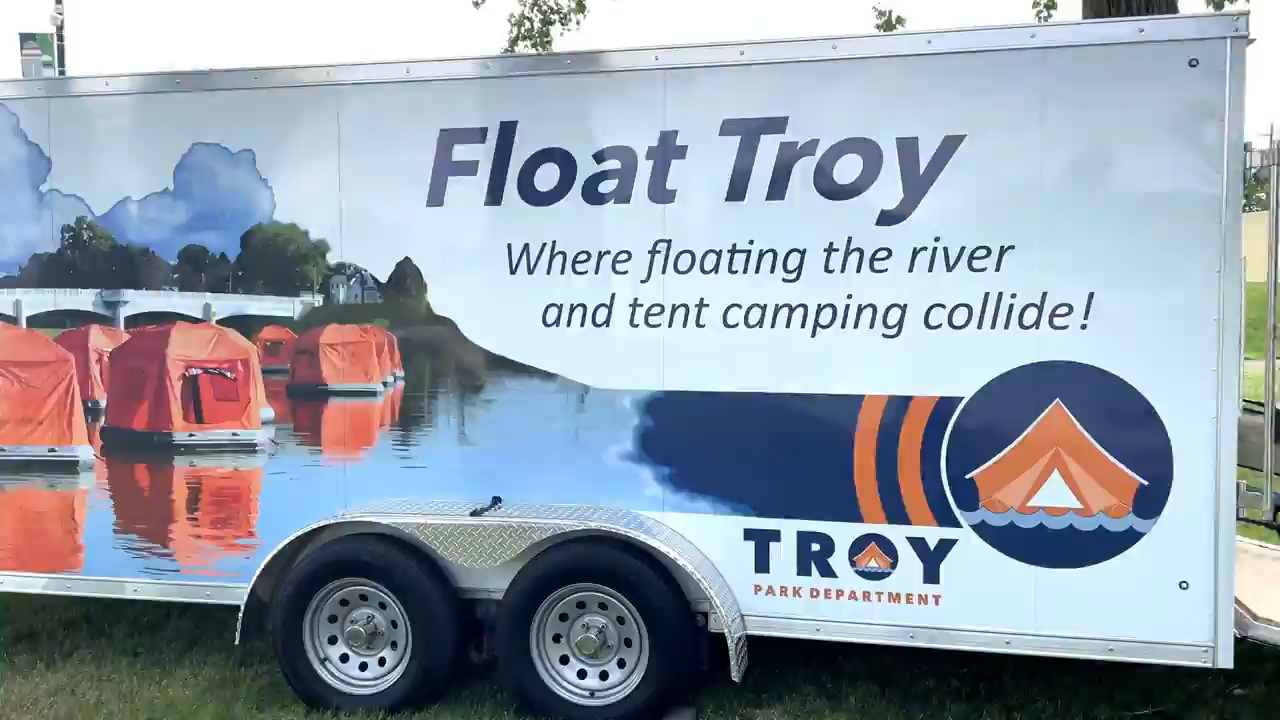 Float Troy
Where floating the river
and tent camping collide!
TROY
PARK DEPARTMENT